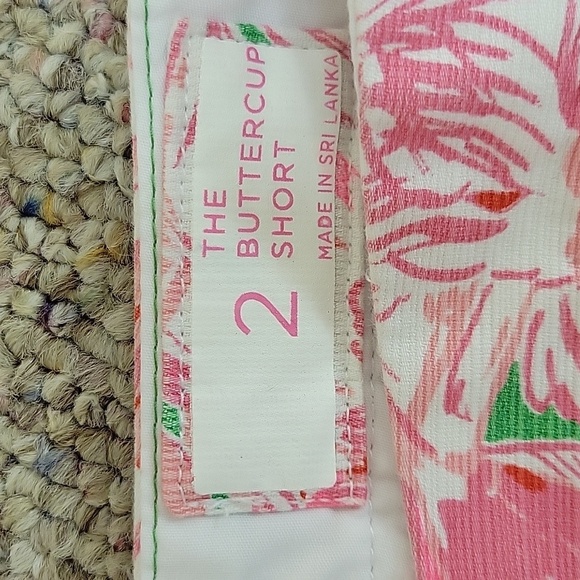 THE
BUTTERCUP
SHORT
MADE IN SRI LANKA
2